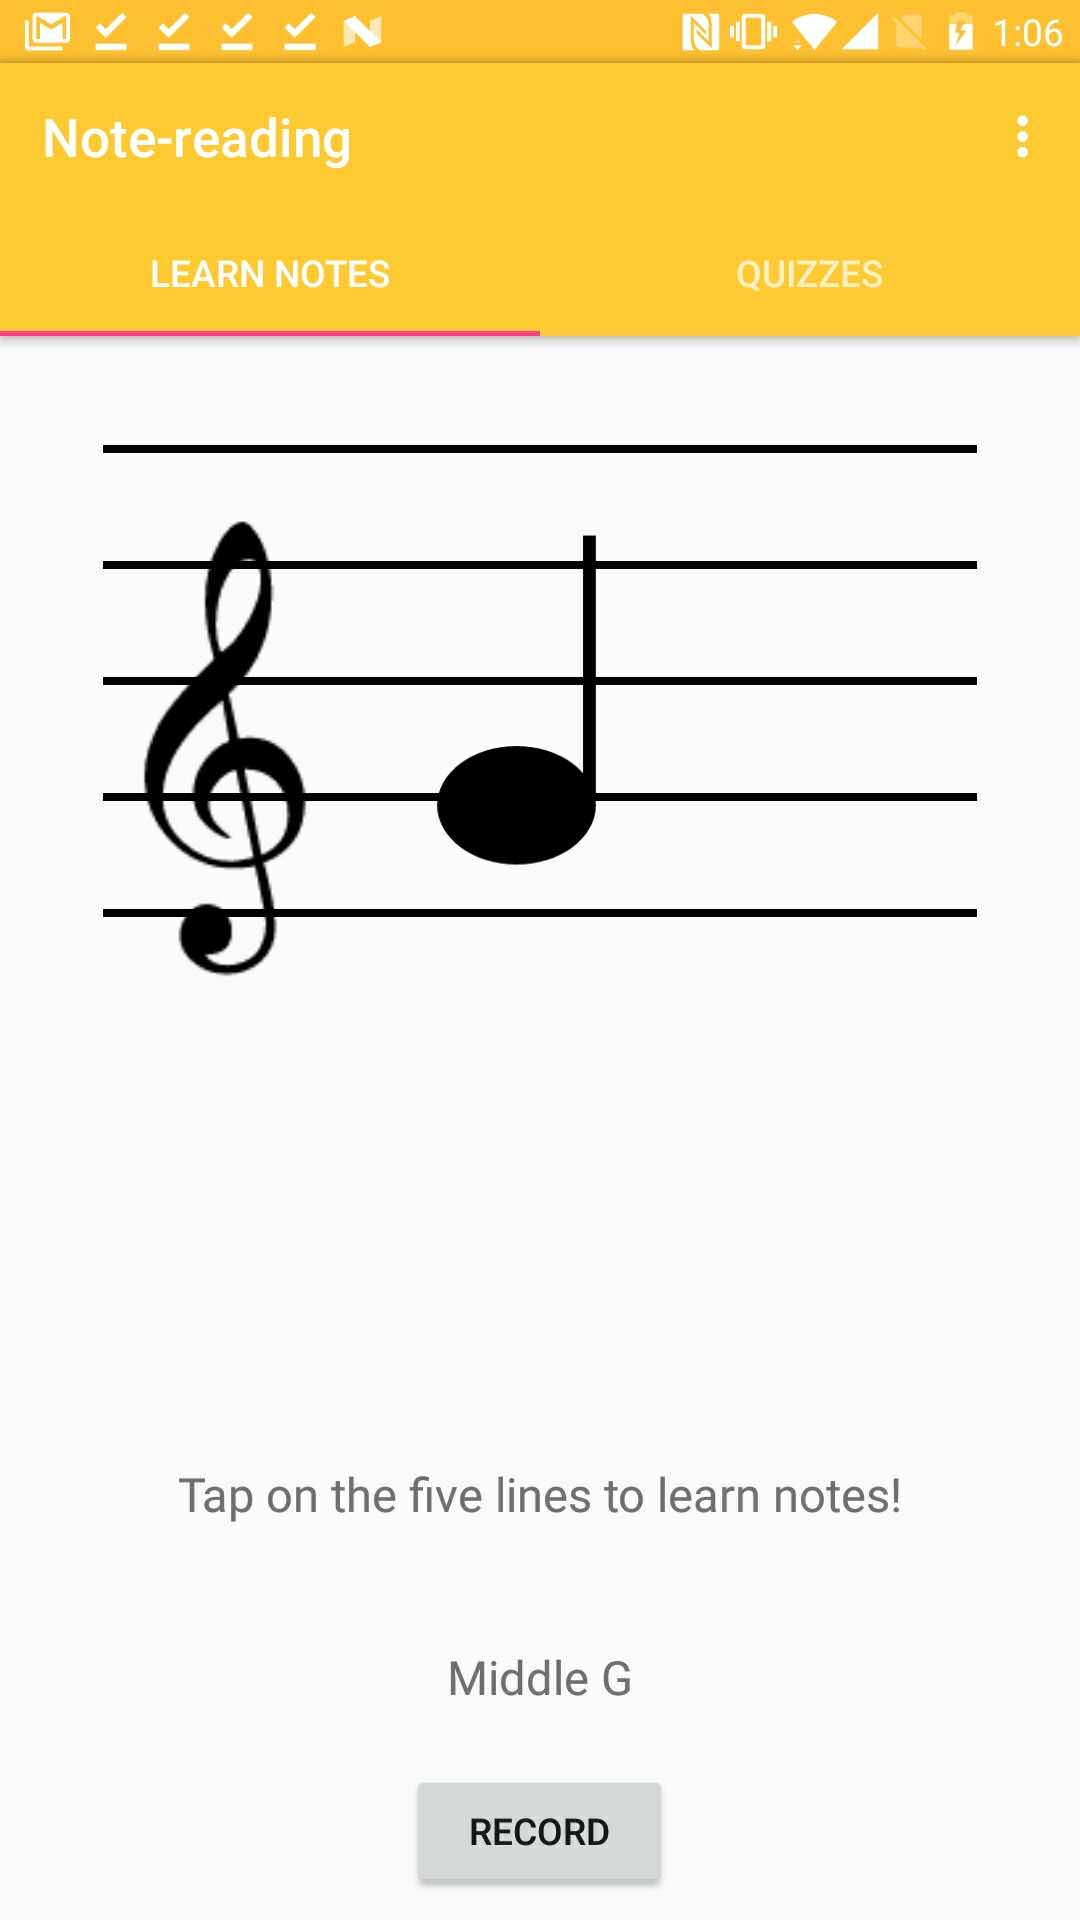 1:06
Note-reading
LEARN NOTES
QUIZZES
Tap on the five lines to learn notes!
Middle G
RECORD